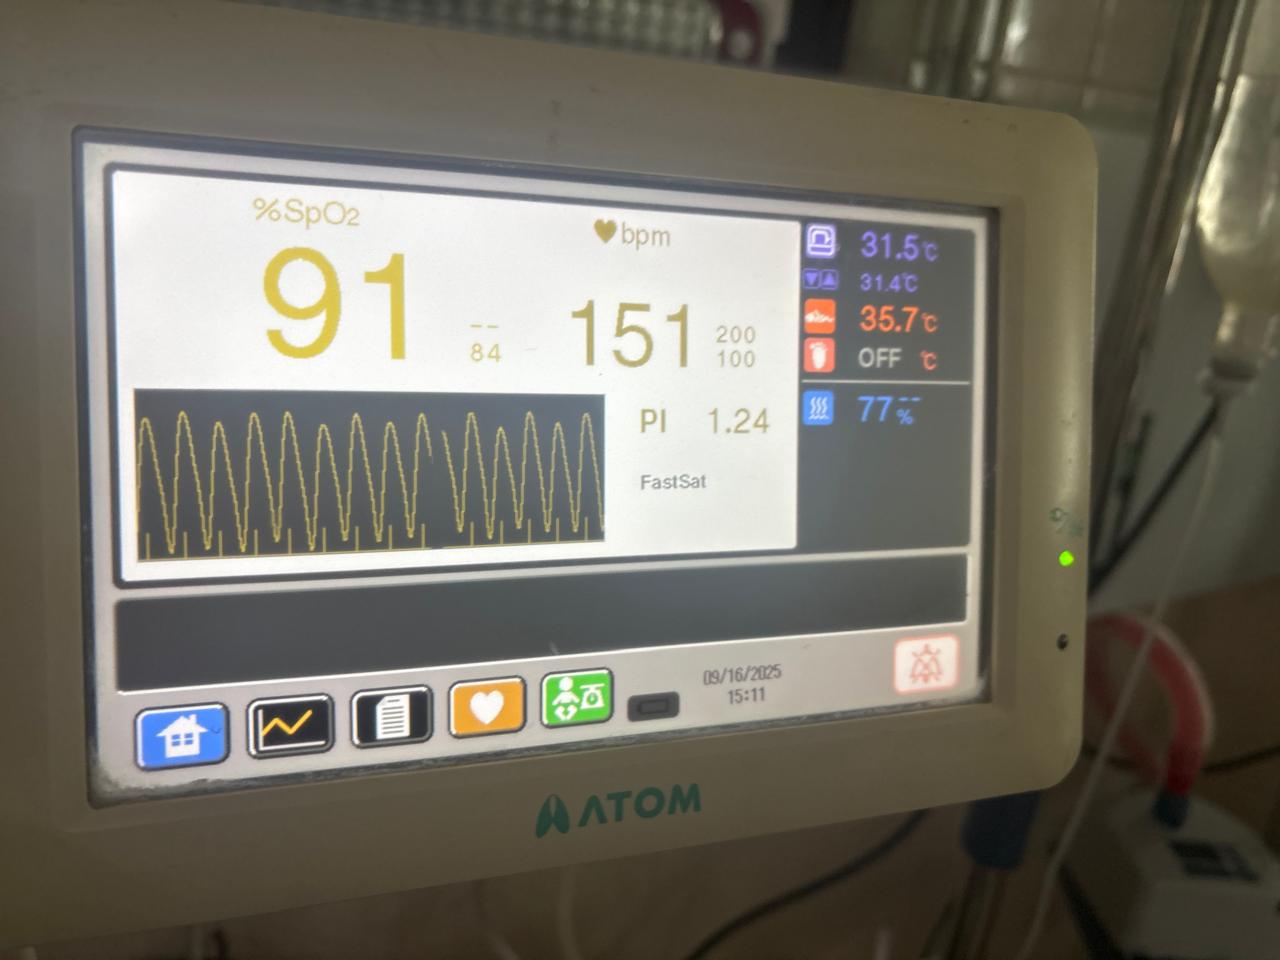 %SpO2
♥bpm
91
--
84
151
200
100
PI 1.24
FastSat
31.5℃
31.4℃
35.7℃
OFF ℃
77 --
%
09/16/2025
15:11
ATOM